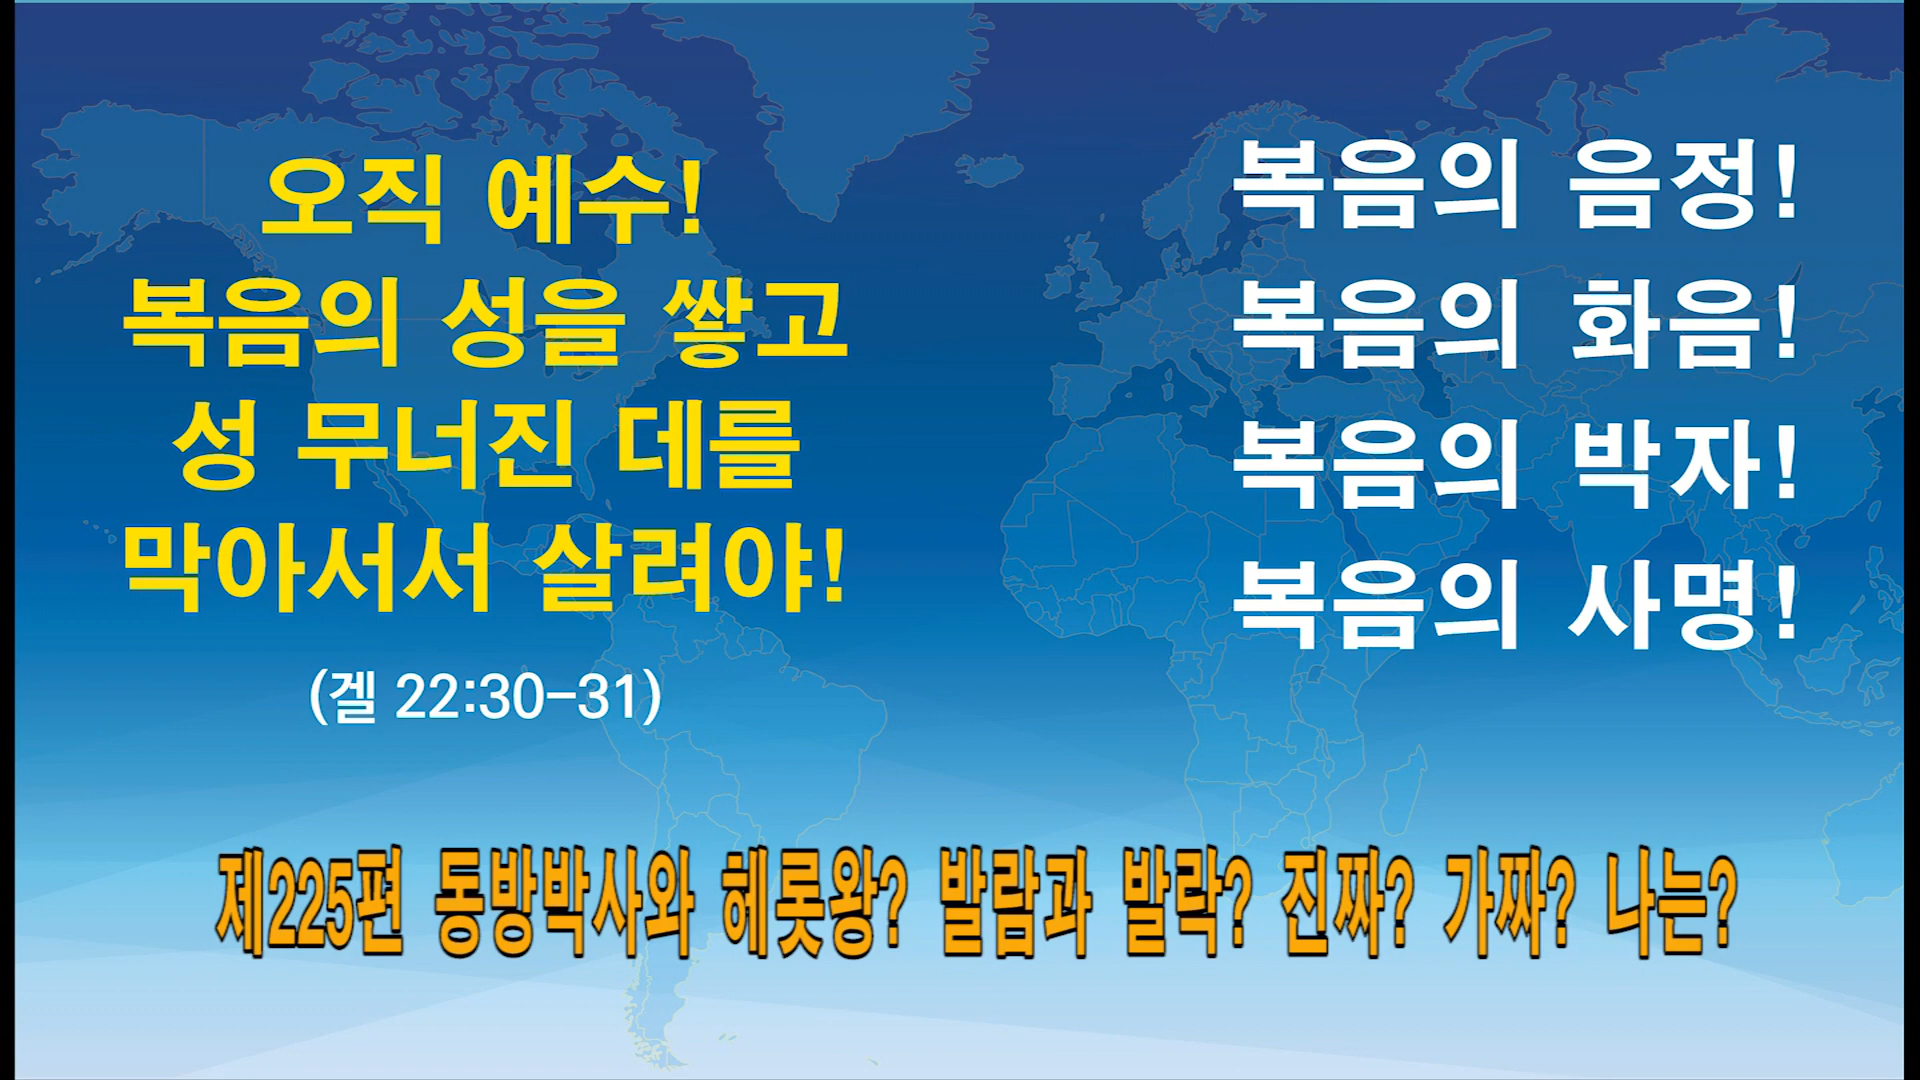 오직 예수!
복음의 성을 쌓고
성 무너진 데를
막아서서 살려야!
(겔 22:30-31)
복음의 음정!
복음의 화음!
복음의 박자!
복음의 사명!
제225편 동방박사와 헤롯왕? 발람과 발락? 진짜? 가짜? 나는?